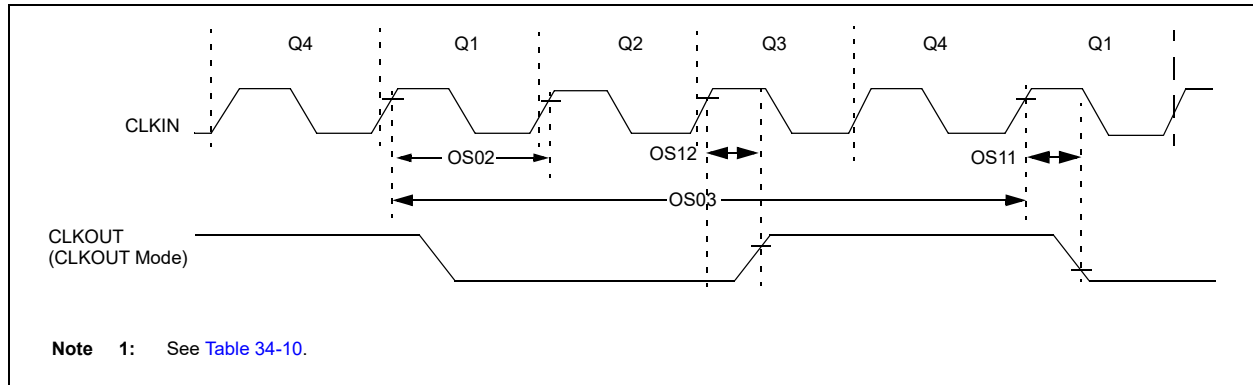 Q4 Q1 Q2 Q3 Q4 Q1
CLKIN
OS02 OS12 OS11
OS03
CLKOUT
(CLKOUT Mode)
Note 1: See Table 34-10.